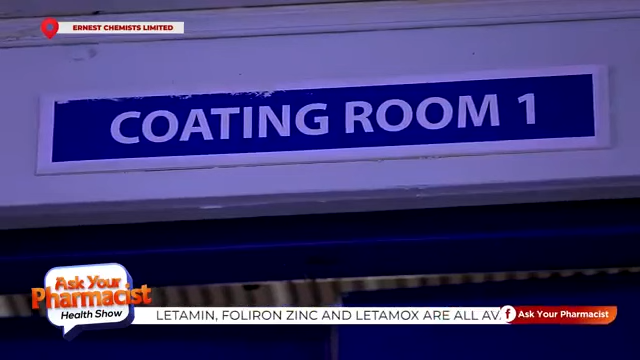 ERNEST CHEMISTS LIMITED
COATING ROOM 1
Ask Your
Pharmacist
Health Show
LETAMIN, FOLIRON ZINC AND LETAMOX ARE ALL
Ask Your Pharmacist